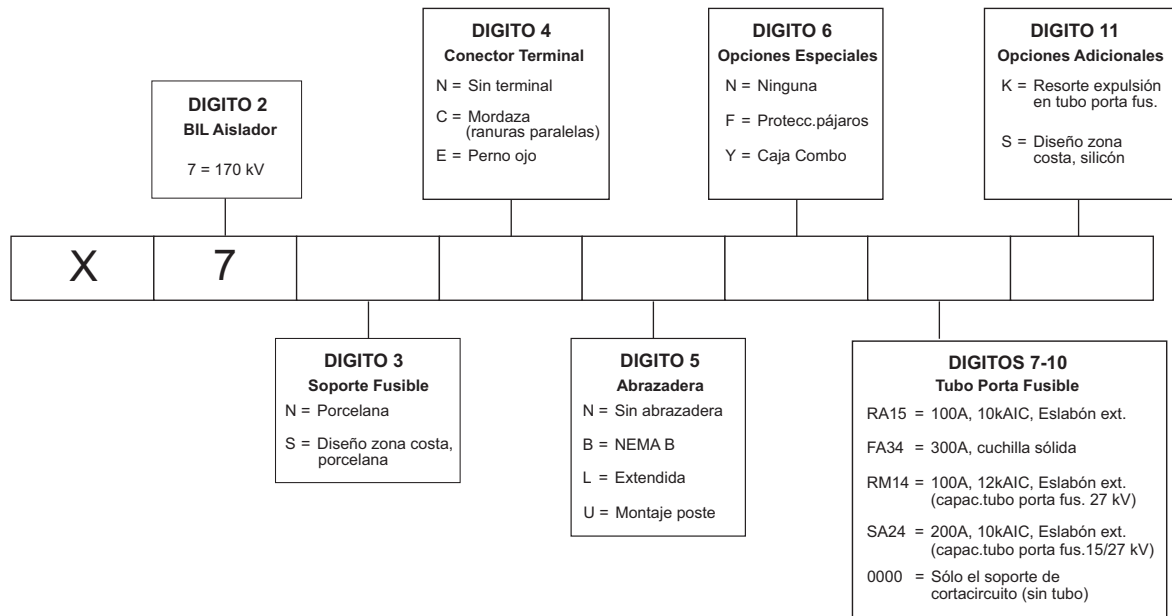 DIGITO 2
BIL Aislador
7 = 170 kV
DIGITO 4
Conector Terminal
N = Sin terminal
C = Mordaza
(ranuras paralelas)
E = Perno ojo
DIGITO 6
Opciones Especiales
N = Ninguna
F = Protecc.pájaros
Y = Caja Combo
DIGITO 11
Opciones Adicionales
K = Resorte expulsión
en tubo porta fus.
S = Diseño zona
costa, silicón
X 7
DIGITO 3
Soporte Fusible
N = Porcelana
S = Diseño zona costa,
porcelana
DIGITO 5
Abrazadera
N = Sin abrazadera
B = NEMA B
L = Extendida
U = Montaje poste
DIGITOS 7-10
Tubo Porta Fusible
RA15 = 100A, 10kAIC, Eslabón ext.
FA34 = 300A, cuchilla sólida
RM14 = 100A, 12kAIC, Eslabón ext.
(capac.tubo porta fus. 27 kV)
SA24 = 200A, 10kAIC, Eslabón ext.
(capac.tubo porta fus.15/27 kV)
0000 = Sólo el soporte de
cortacircuito (sin tubo)